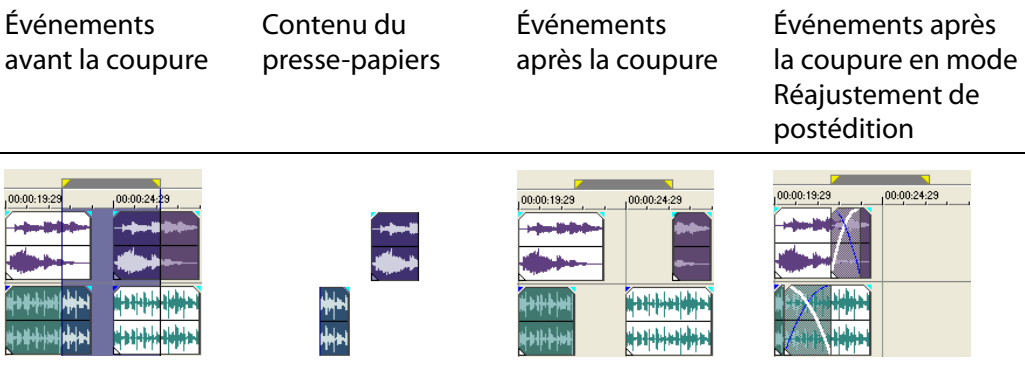 Événements
avant la coupure
Contenu du
presse-papiers
Événements
après la coupure
Événements après
la coupure en mode
Réajustement de
postédition
00:00:19:29 00:00:24:29
00:00:19:29 00:00:24:29
00:00:19:29 00:00:24:29